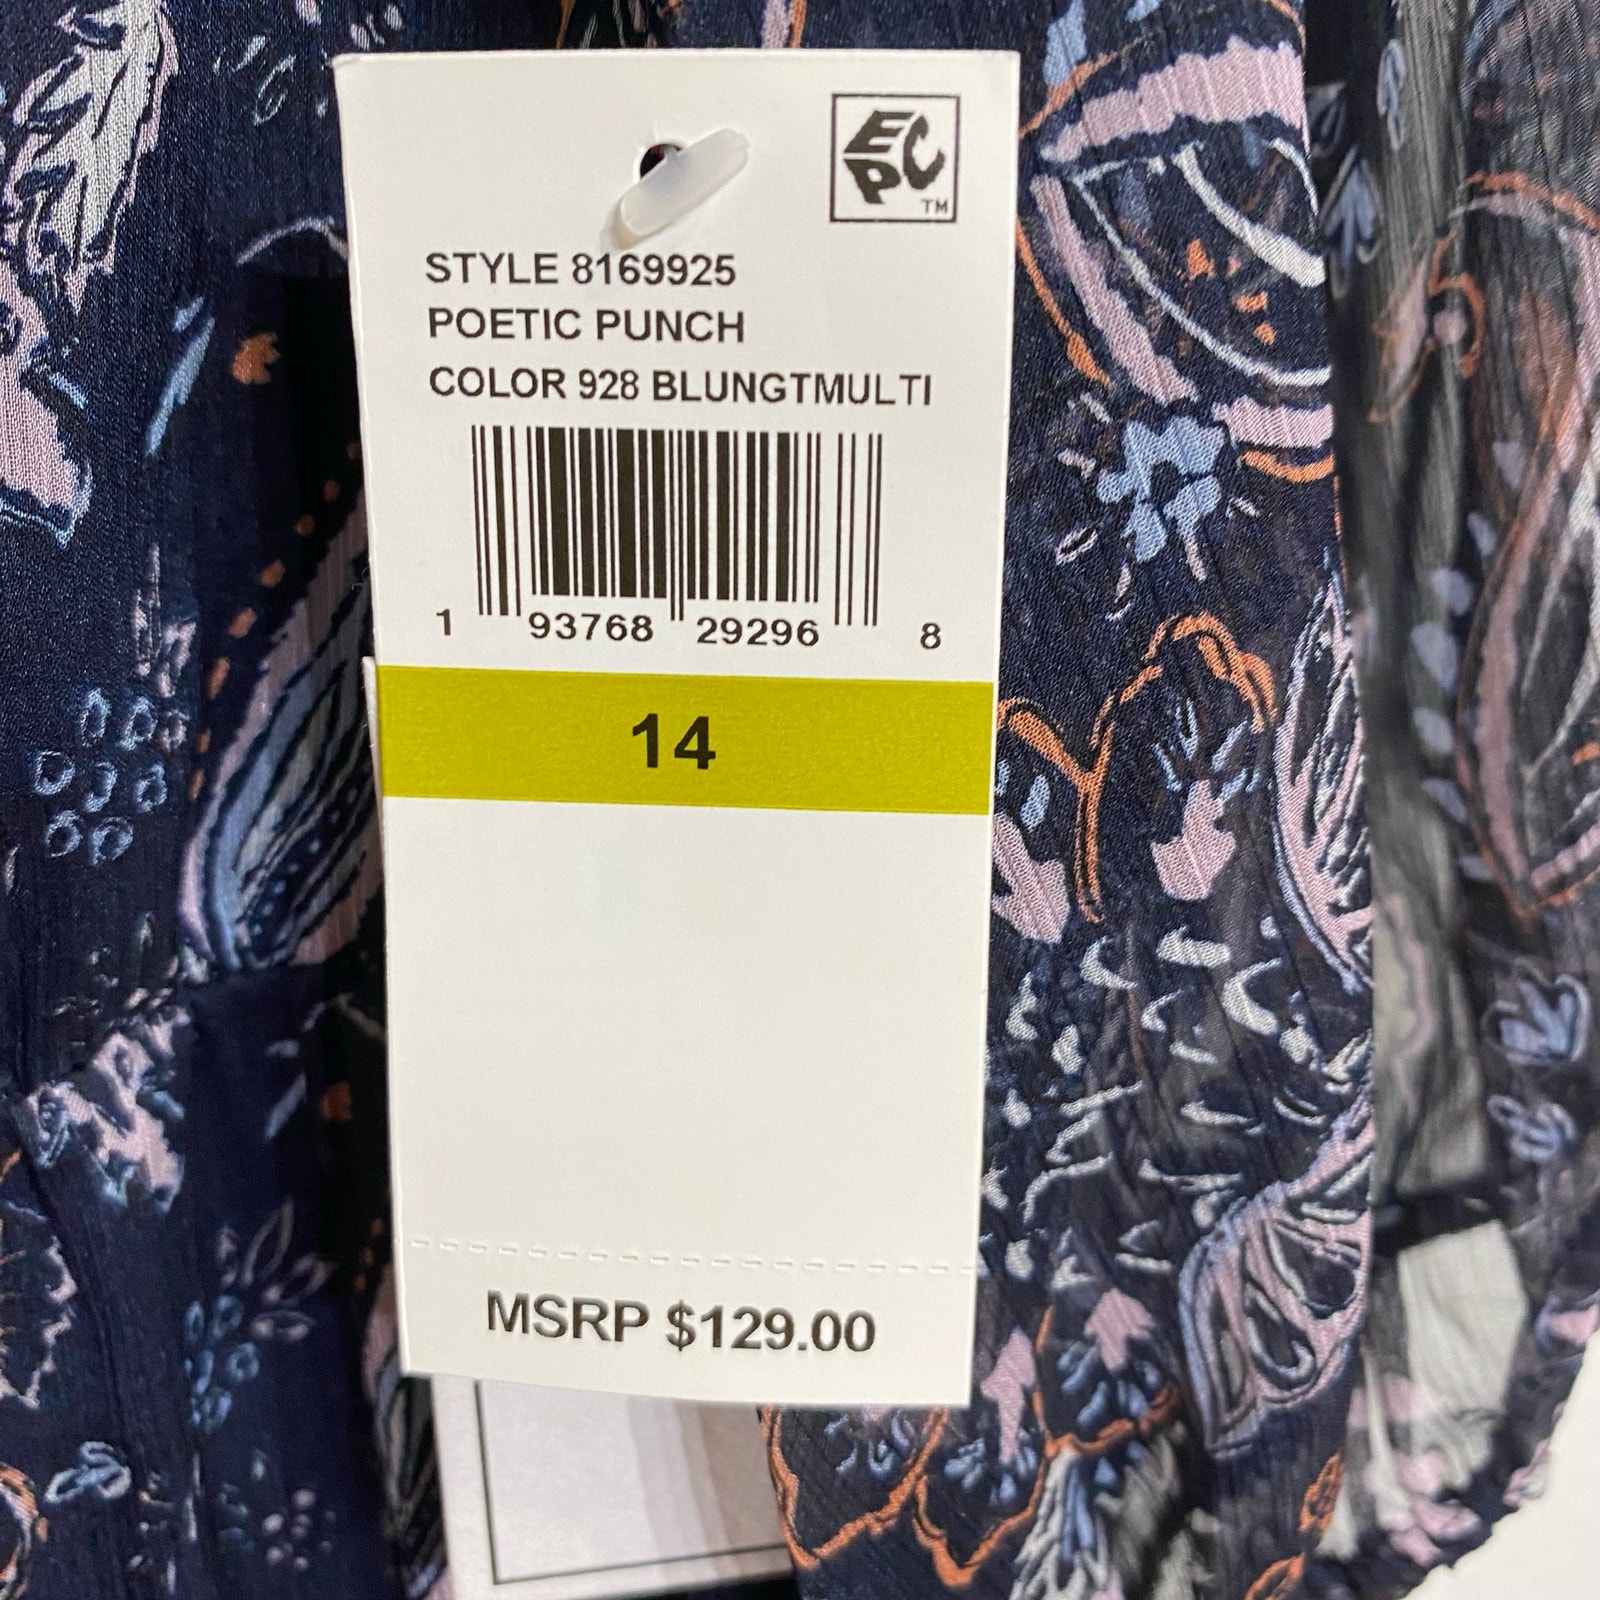 EPC
TM
STYLE 8169925
POETIC PUNCH
COLOR 928 BLUNGTMULTI
1 93768 29296 8
14
MSRP $129.00